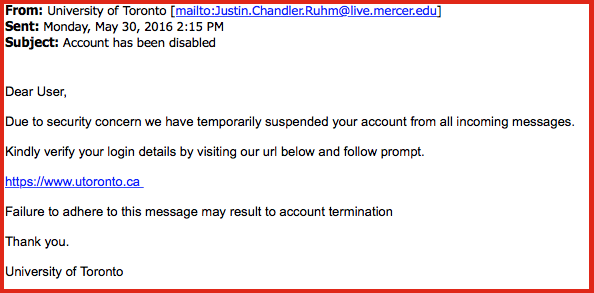 From: University of Toronto [mailto:Justin.Chandler.Ruhm@live.mercer.edu]
Sent: Monday, May 30, 2016 2:15 PM
Subject: Account has been disabled
Dear User,
Due to security concern we have temporarily suspended your account from all incoming messages.
Kindly verify your login details by visiting our url below and follow prompt.
https://www.utoronto.ca
Failure to adhere to this message may result to account termination
Thank you.
University of Toronto